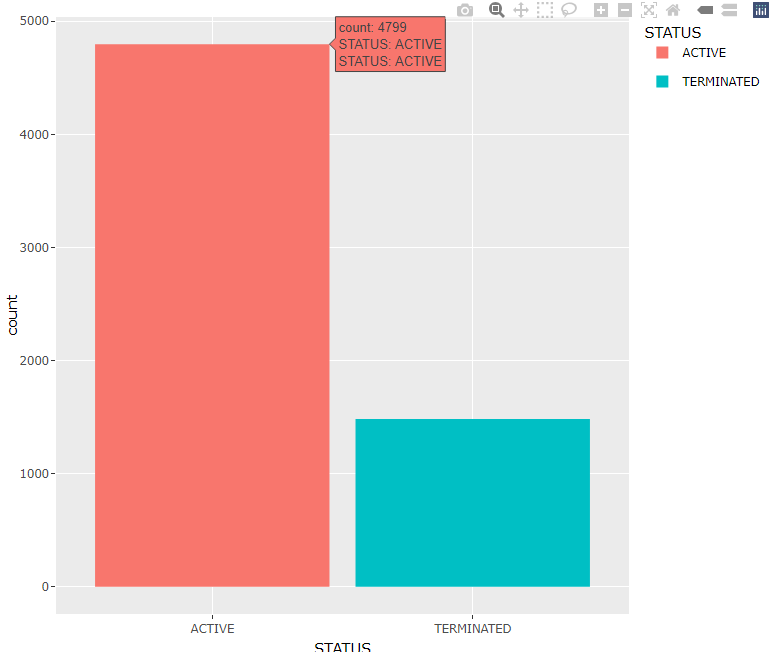 5000
4000
3000
2000
1000
0
count
count: 4799
STATUS: ACTIVE
STATUS: ACTIVE
STATUS
ACTIVE
TERMINATED
ACTIVE
TERMINATED
STATUS